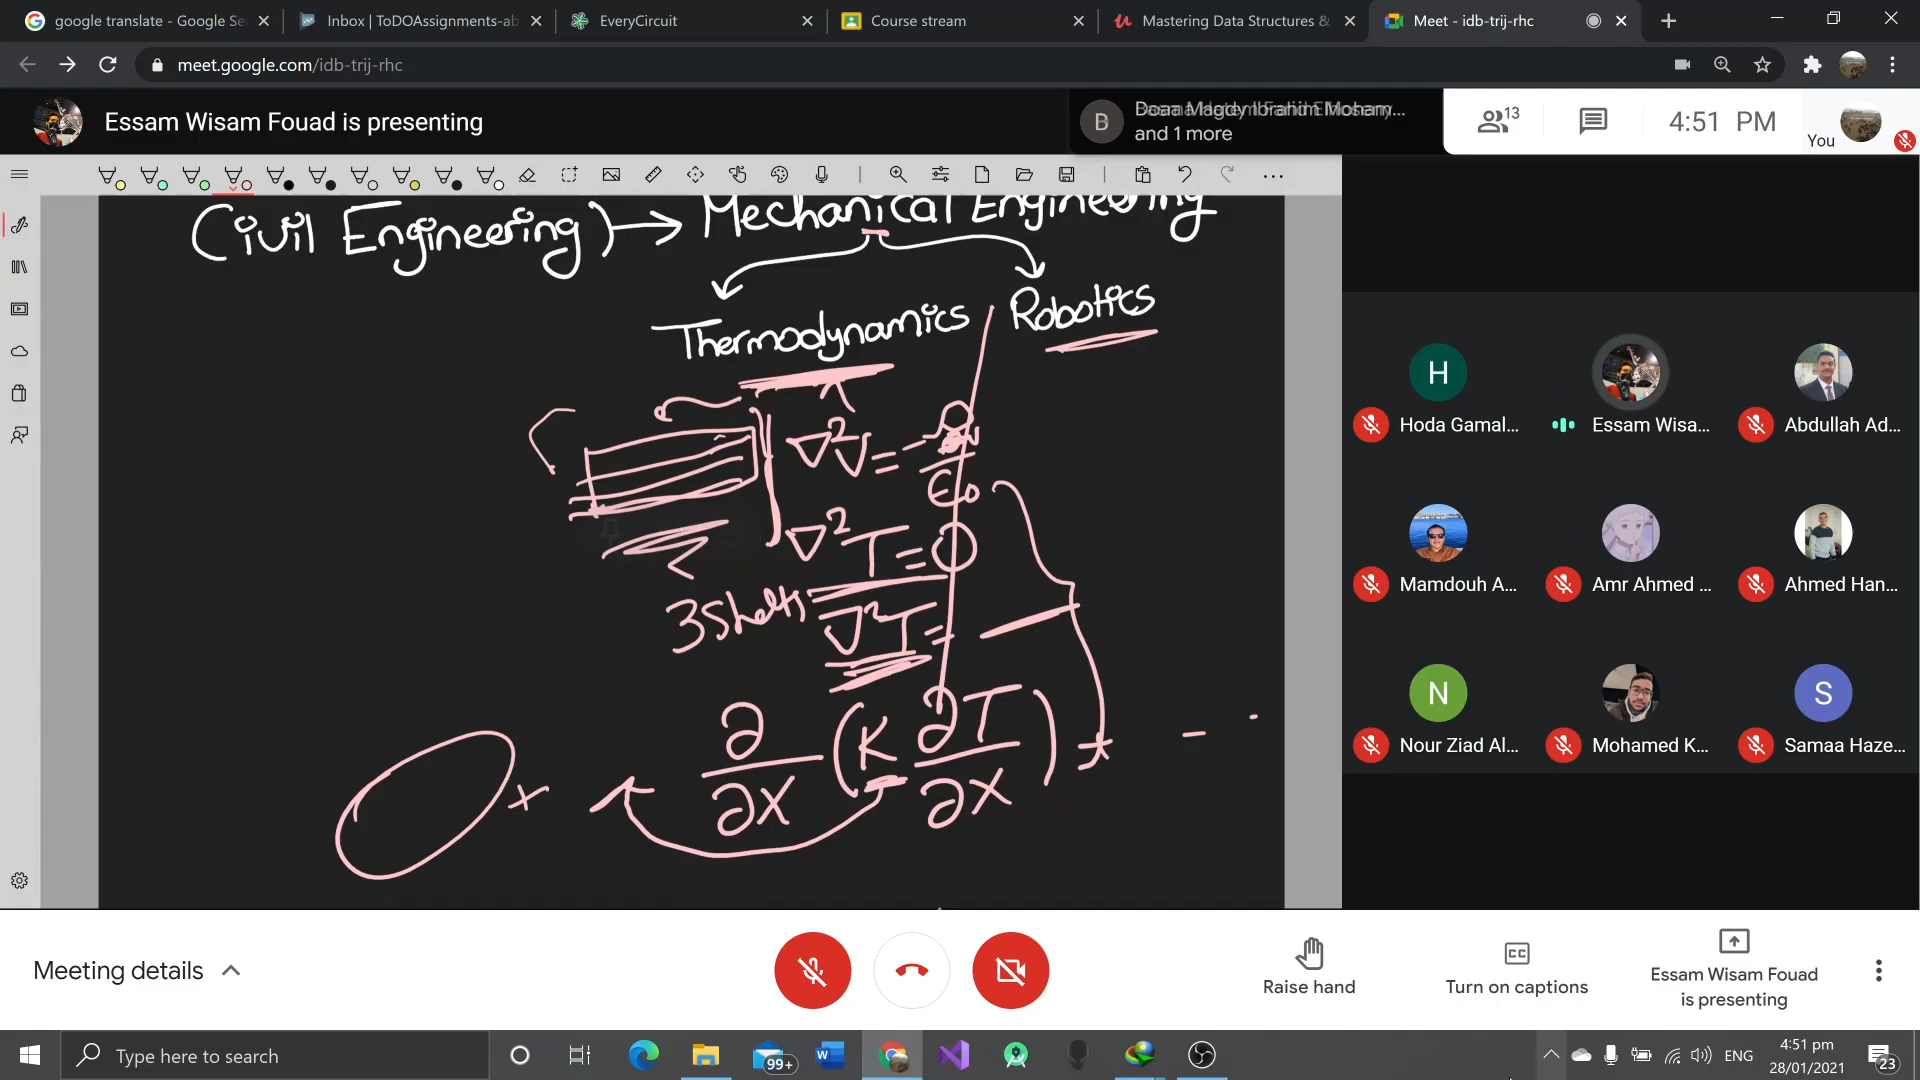 google translate - Google Se
Inbox | ToDOAssignments-ab
EveryCircuit
Course stream
Mastering Data Structures &
Meet - idb-trij-rhc
meet.google.com/idb-trij-rhc
Essam Wisam Fouad is presenting
B
and 1 more
13
4:51 PM
You
(Civil Engineering) → Mechanical Engineering
Thermodynamics
Robotics
∇²V = -
ε₀
∇²T = 0
3 Shelts
∇²T =
∂/∂x (K ∂T/∂x) +
+
H
Hoda Gamal...
Essam Wisa...
Abdullah Ad...
Mamdouh A...
Amr Ahmed ...
Ahmed Han...
N
Nour Ziad Al...
Mohamed K...
S
Samaa Haze...
Meeting details
Raise hand
Turn on captions
Essam Wisam Fouad
is presenting
Type here to search
99+
ENG
4:51 pm
28/01/2021
23